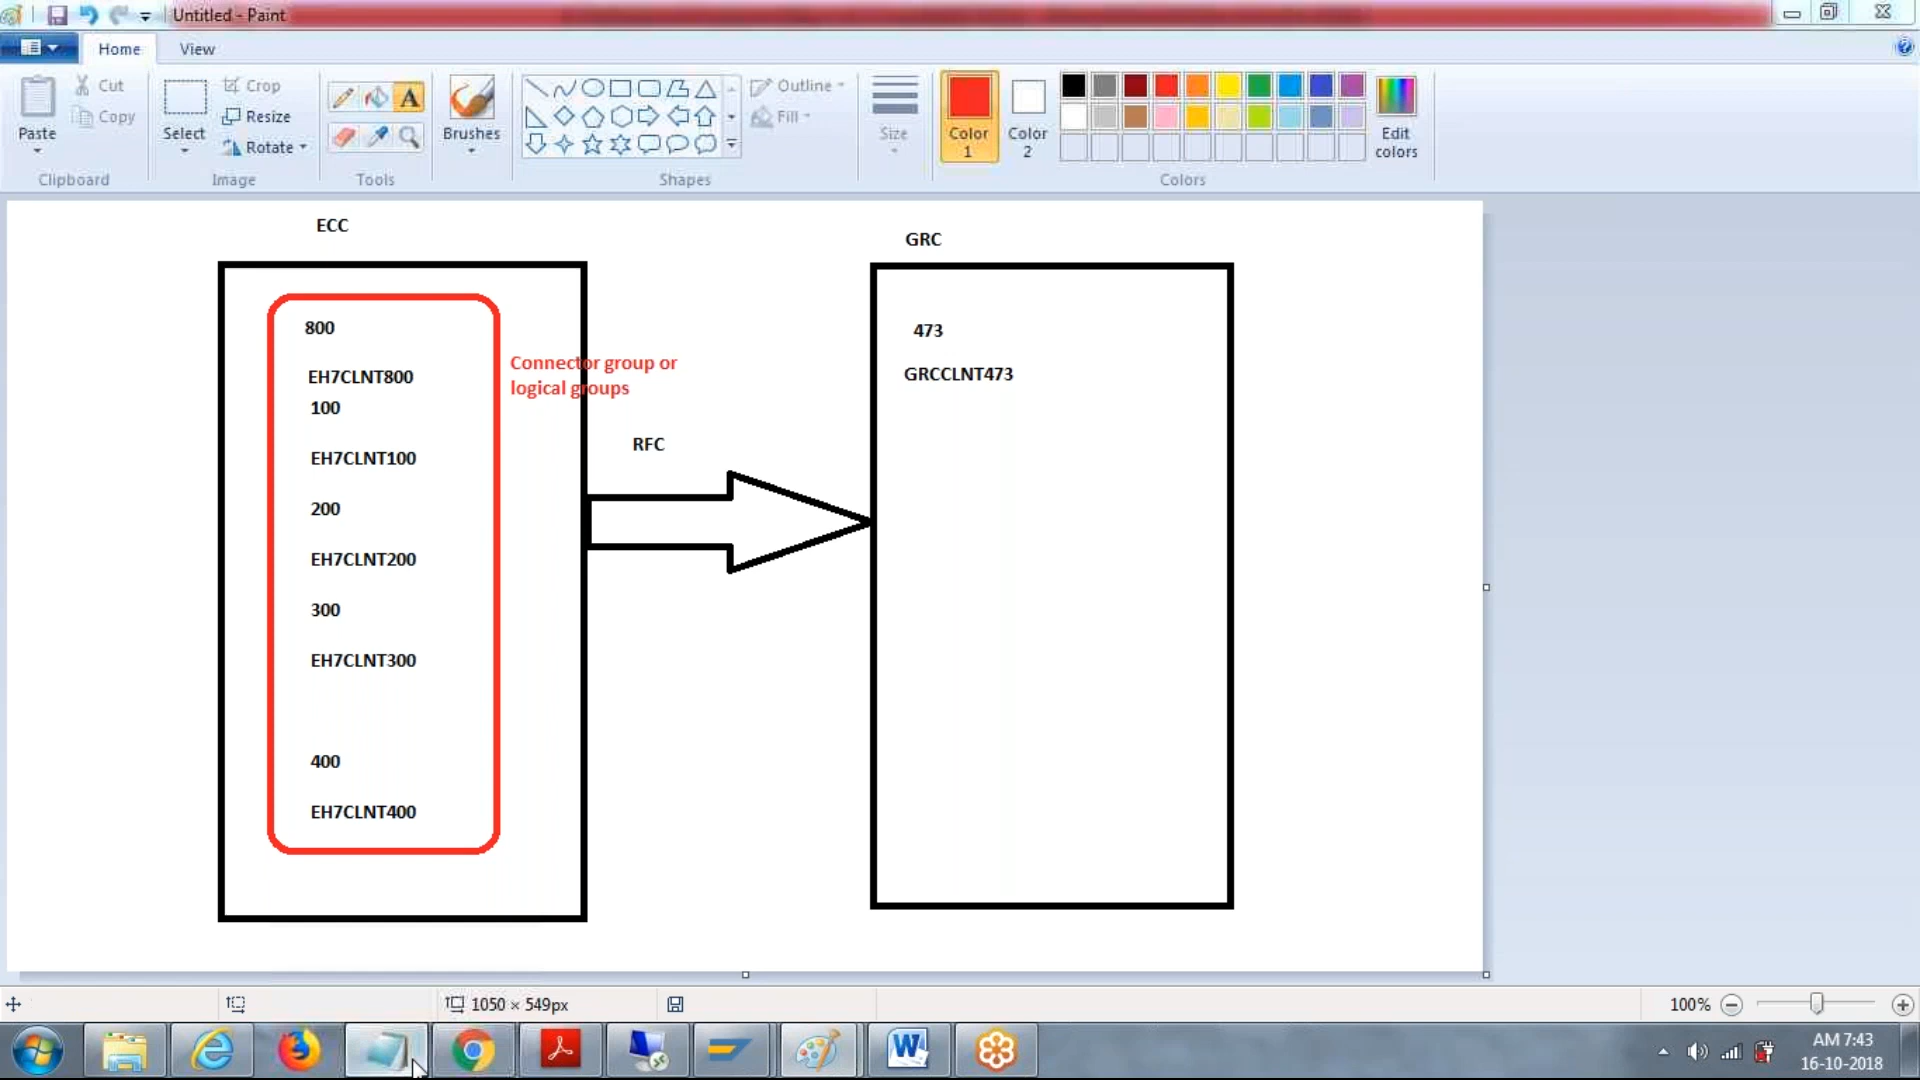 Untitled - Paint
Home
View
Paste
Cut
Copy
Clipboard
Select
Crop
Resize
Rotate
Image
A
Tools
Brushes
Shapes
Outline
Fill
Size
Color 1
Color 2
Edit colors
Colors
ECC
800
EH7CLNT800
100
EH7CLNT100
200
EH7CLNT200
300
EH7CLNT300
400
EH7CLNT400
Connector group or
logical groups
RFC
GRC
473
GRCCLNT473
1050 × 549px
100%
AM 7:43
16-10-2018